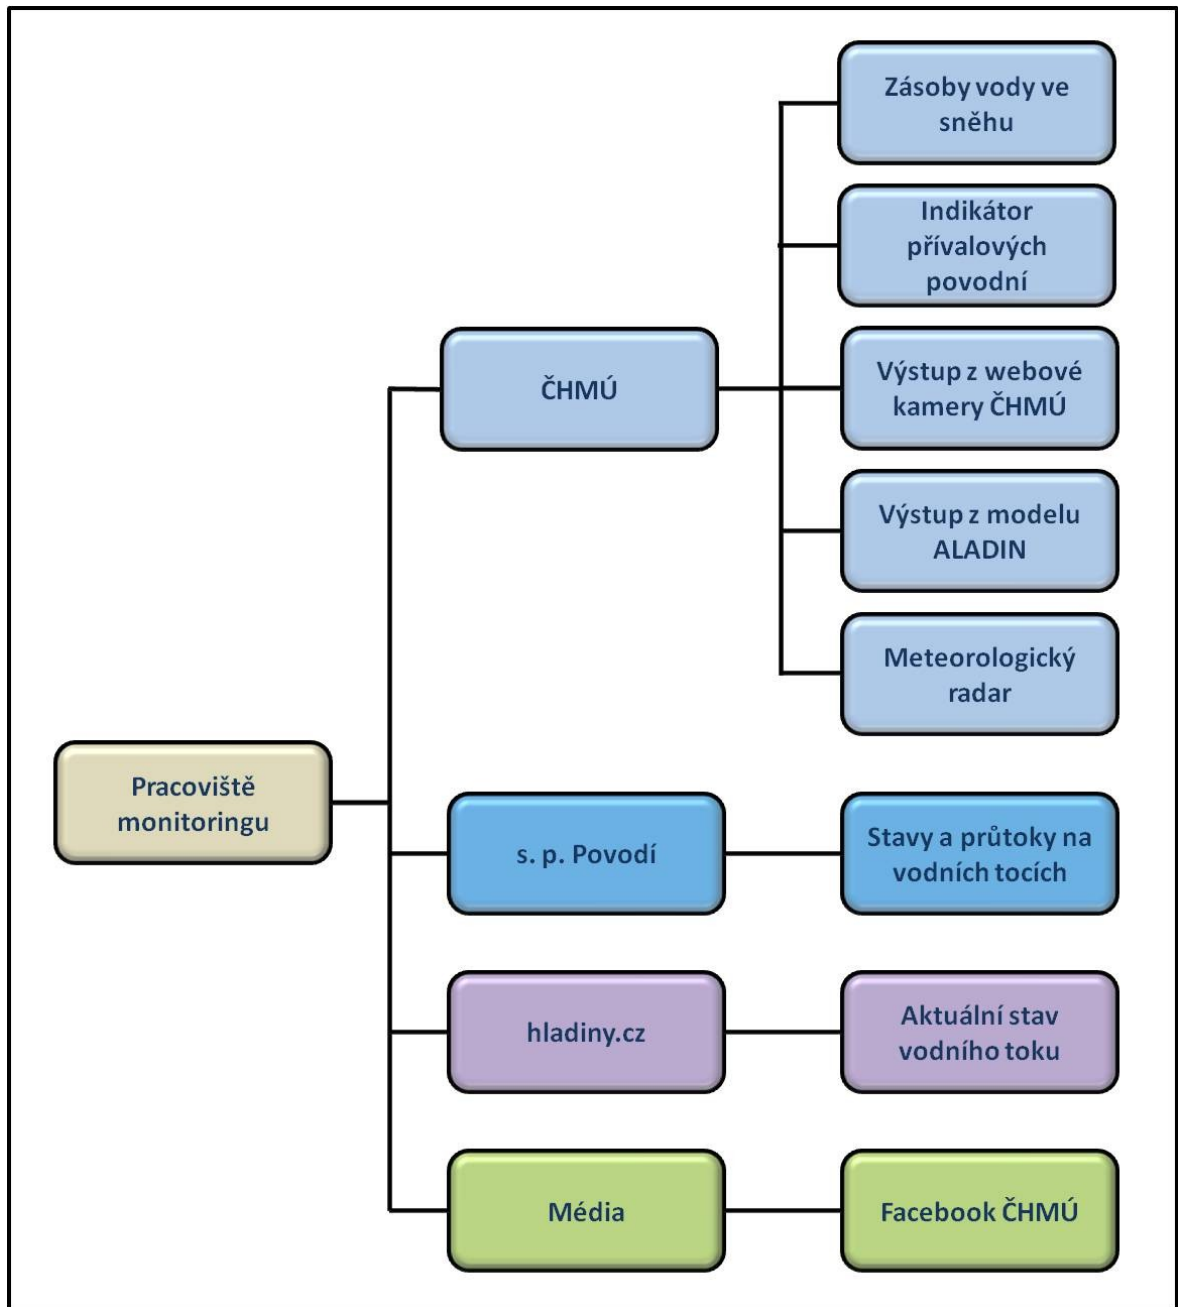 Zásoby vody ve
sněhu
Indikátor
přívalových
povodní
ČHMÚ
Výstup z webové
kamery ČHMÚ
Výstup z modelu
ALADIN
Meteorologický
radar
Pracoviště
monitoringu
s. p. Povodí
Stavy a průtoky na
vodních tocích
hladiny.cz
Aktuální stav
vodního toku
Média
Facebook ČHMÚ